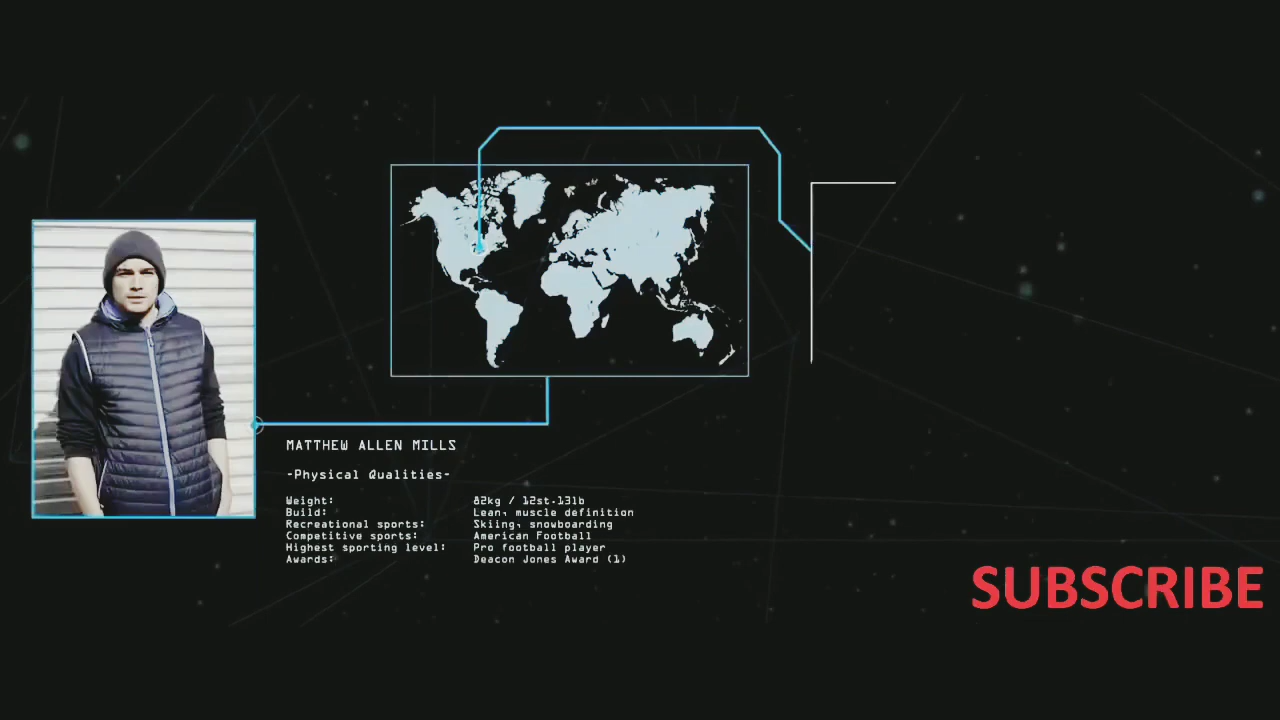 MATTHEW ALLEN MILLS
-Physical Qualities-
Weight: 82kg / 12st.13lb
Build: Lean, muscle definition
Recreational sports: Skiing, snowboarding
Competitive sports: American Football
Highest sporting level: Pro football player
Awards: Deacon Jones Award (1)
SUBSCRIBE